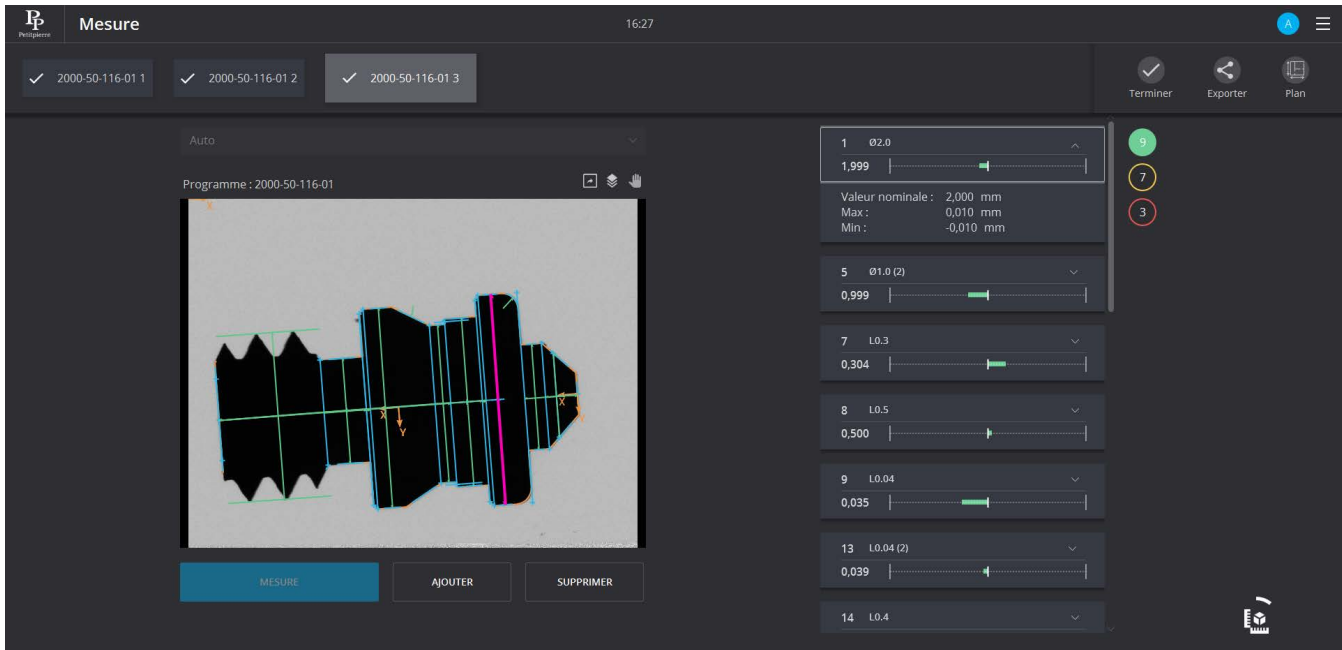 PP
Petitpierre
Mesure
16:27
A
2000-50-116-01 1
2000-50-116-01 2
2000-50-116-01 3
Terminer
Exporter
Plan
Auto
Programme : 2000-50-116-01
X
X
Y
X
Y
MESURE
AJOUTER
SUPPRIMER
1 Ø2.0
1,999
Valeur nominale : 2,000 mm
Max : 0,010 mm
Min : -0,010 mm
5 Ø1.0 (2)
0,999
7 L0.3
0,304
8 L0.5
0,500
9 L0.04
0,035
13 L0.04 (2)
0,039
14 L0.4
9
7
3